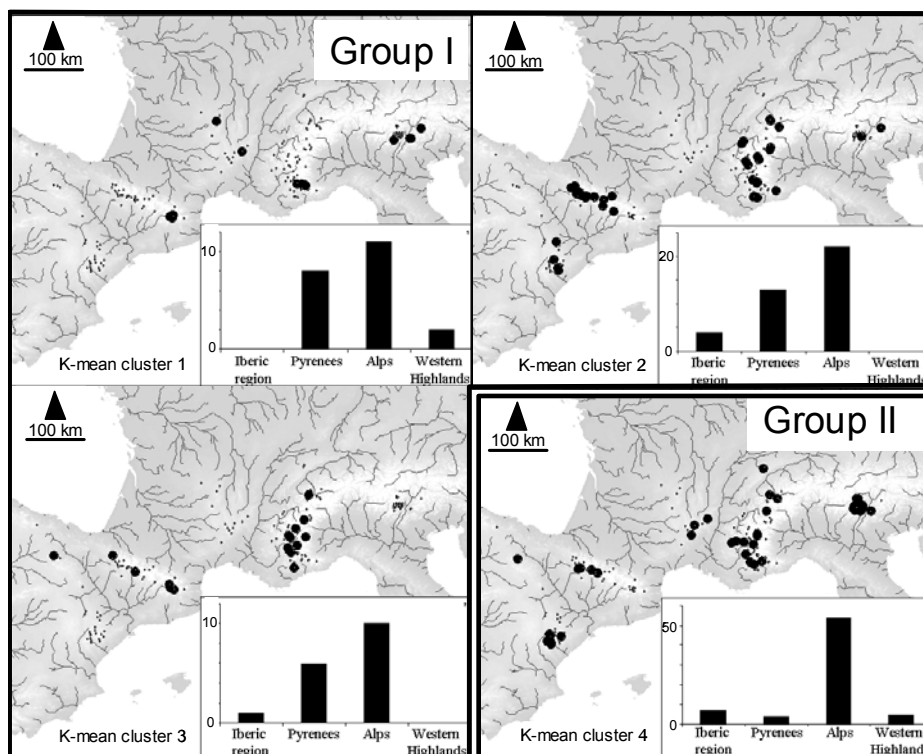 100 km
Group I
10
0
Iberic Pyrenees Alps Western
region Highlands
K-mean cluster 1
100 km
20
0
Iberic Pyrenees Alps Western
region Highlands
K-mean cluster 2
100 km
10
0
Iberic Pyrenees Alps Western
region Highlands
K-mean cluster 3
100 km
Group II
50
0
Iberic Pyrenees Alps Western
region Highlands
K-mean cluster 4